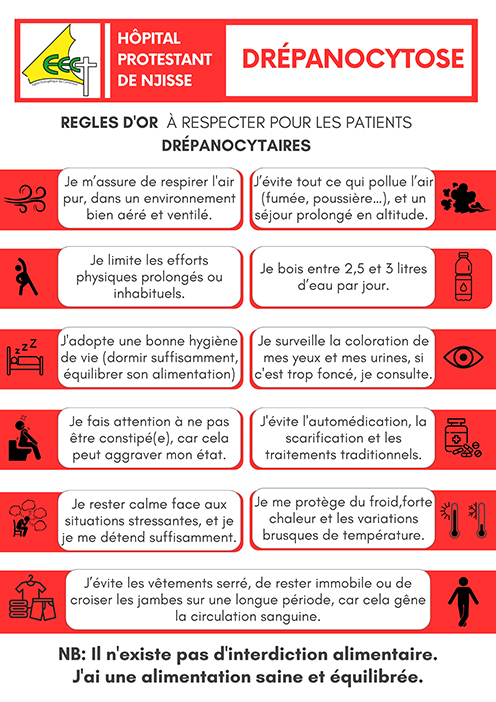 EEC
HÔPITAL
PROTESTANT
DE NJISSE
DRÉPANOCYTOSE
REGLES D'OR À RESPECTER POUR LES PATIENTS
DRÉPANOCYTAIRES
Je m'assure de respirer l'air
pur, dans un environnement
bien aéré et ventilé.
J'évite tout ce qui pollue l'air
(fumée, poussière...), et un
séjour prolongé en altitude.
Je limite les efforts
physiques prolongés ou
inhabituels.
Je bois entre 2,5 et 3 litres
d'eau par jour.
J'adopte une bonne hygiène
de vie (dormir suffisamment,
équilibrer son alimentation)
Je surveille la coloration de
mes yeux et mes urines, si
c'est trop foncé, je consulte.
Je fais attention à ne pas
être constipé(e), car cela
peut aggraver mon état.
J'évite l'automédication, la
scarification et les
traitements traditionnels.
Je rester calme face aux
situations stressantes, et je
je me détend suffisamment.
Je me protège du froid,forte
chaleur et les variations
brusques de température.
J'évite les vêtements serré, de rester immobile ou de
croiser les jambes sur une longue période, car cela gêne
la circulation sanguine.
NB: Il n'existe pas d'interdiction alimentaire.
J'ai une alimentation saine et équilibrée.